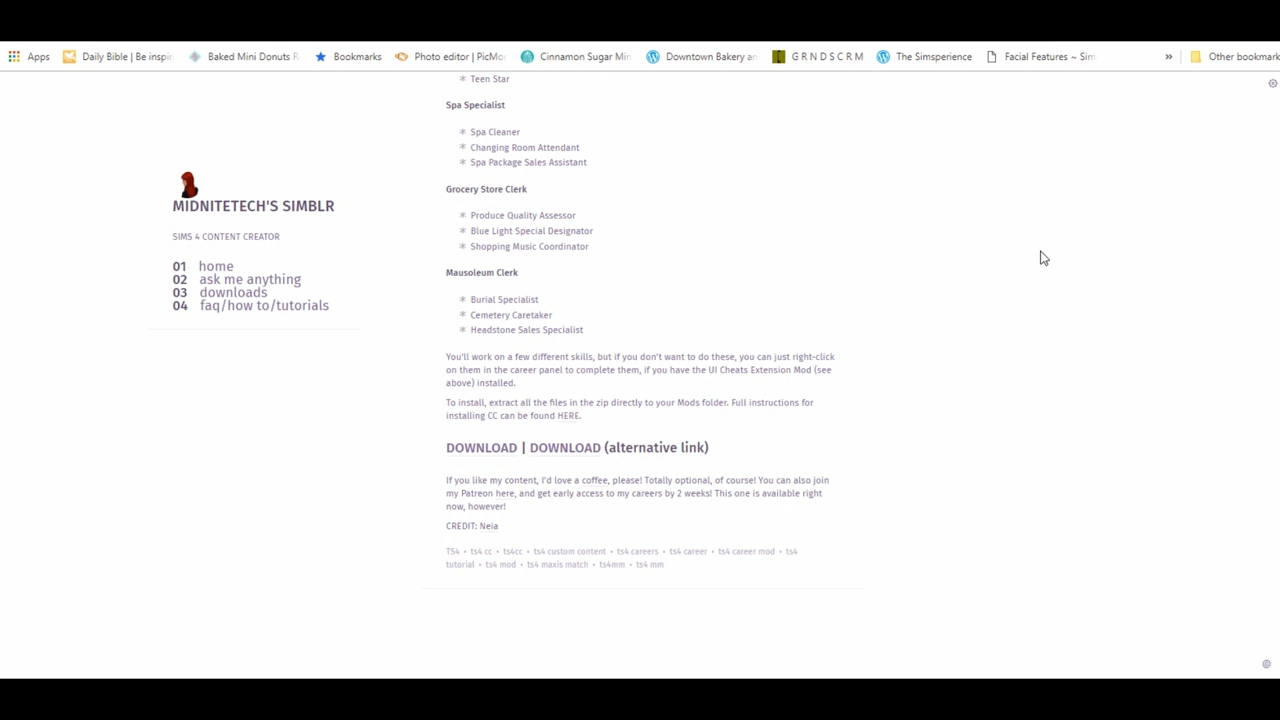 Apps Daily Bible | Be inspi Baked Mini Donuts R Bookmarks Photo editor | PicMo Cinnamon Sugar Min Downtown Bakery an G R N D S C R M The Simsperience Facial Features ~ Sim » Other bookmark
* Teen Star
Spa Specialist
* Spa Cleaner
* Changing Room Attendant
* Spa Package Sales Assistant
Grocery Store Clerk
* Produce Quality Assessor
* Blue Light Special Designator
* Shopping Music Coordinator
Mausoleum Clerk
* Burial Specialist
* Cemetery Caretaker
* Headstone Sales Specialist
You'll work on a few different skills, but if you don't want to do these, you can just right-click
on them in the career panel to complete them, if you have the UI Cheats Extension Mod (see
above) installed.
To install, extract all the files in the zip directly to your Mods folder. Full instructions for
installing CC can be found HERE.
DOWNLOAD | DOWNLOAD (alternative link)
If you like my content, I'd love a coffee, please! Totally optional, of course! You can also join
my Patreon here, and get early access to my careers by 2 weeks! This one is available right
now, however!
CREDIT: Neia
TS4 • ts4 cc • ts4cc • ts4 custom content • ts4 careers • ts4 career • ts4 career mod • ts4
tutorial • ts4 mod • ts4 maxis match • ts4mm • ts4 mm
MIDNITETECH'S SIMBLR
SIMS 4 CONTENT CREATOR
01 home
02 ask me anything
03 downloads
04 faq/how to/tutorials